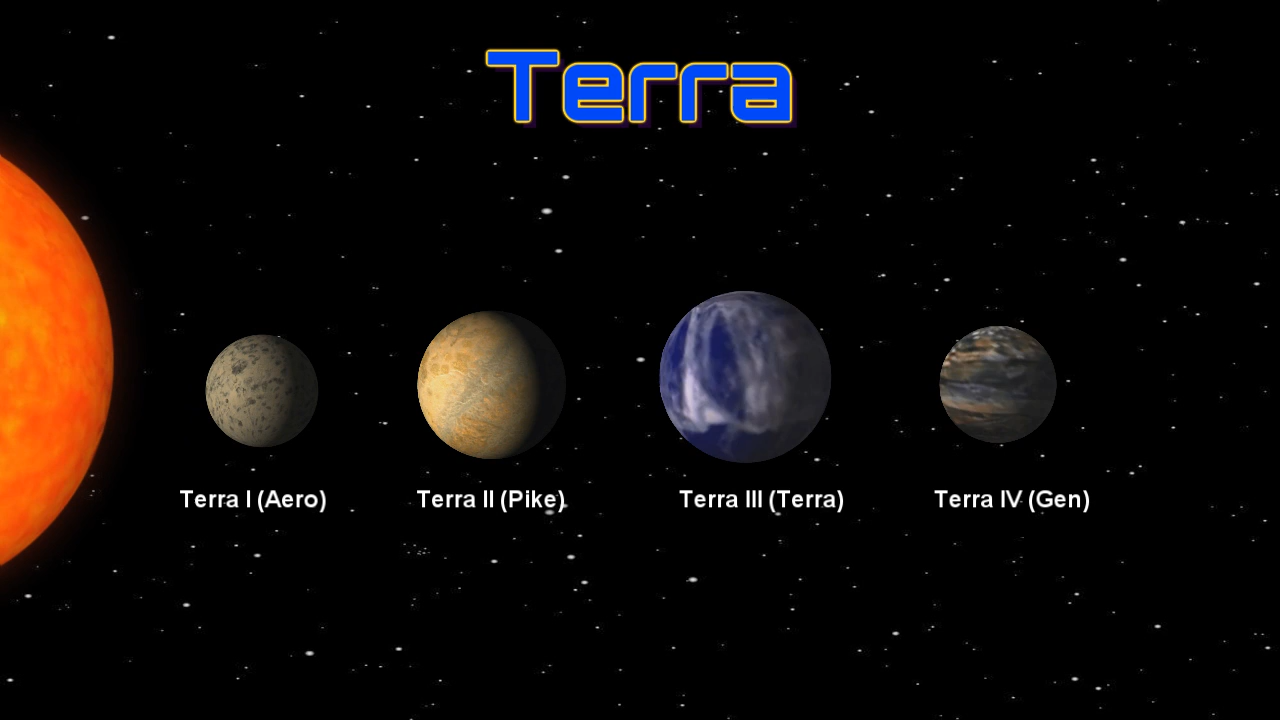 Terra
Terra I (Aero)
Terra II (Pike)
Terra III (Terra)
Terra IV (Gen)